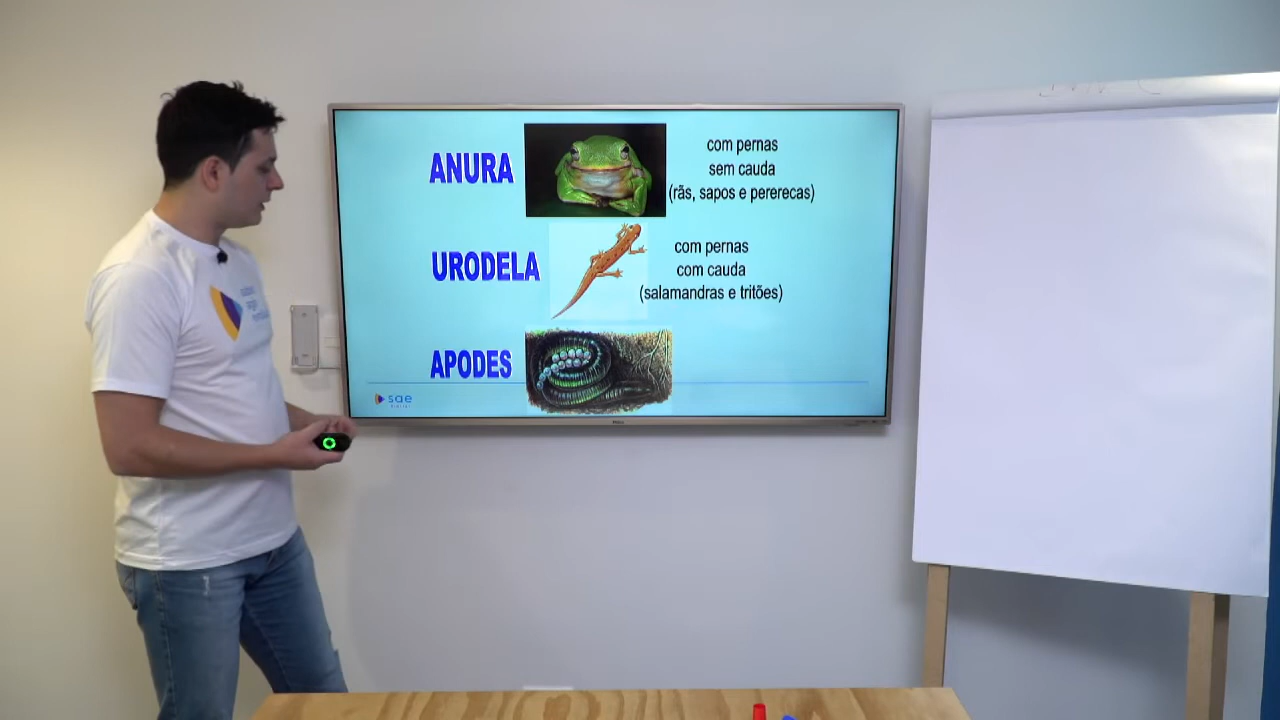 ANURA
com pernas
sem cauda
(rãs, sapos e pererecas)
URODELA
com pernas
com cauda
(salamandras e tritões)
APODES
sae